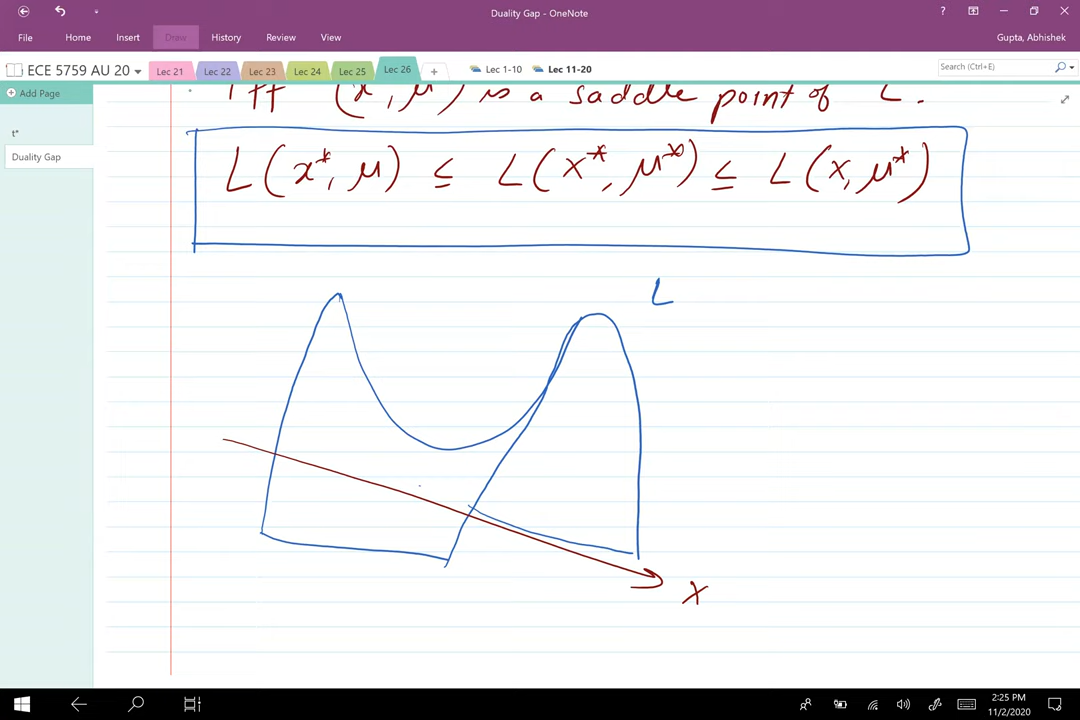 Duality Gap - OneNote
?
File Home Insert Draw History Review View Gupta, Abhishek
ECE 5759 AU 20 Lec 21 Lec 22 Lec 23 Lec 24 Lec 25 Lec 26 + Lec 1-10 Lec 11-20 Search (Ctrl+E)
+ Add Page
t*
Duality Gap
iff (x*, μ*) is a saddle point of L.
L(x*, μ) ≤ L(x*, μ*) ≤ L(x, μ*)
L
x
2:25 PM
11/2/2020